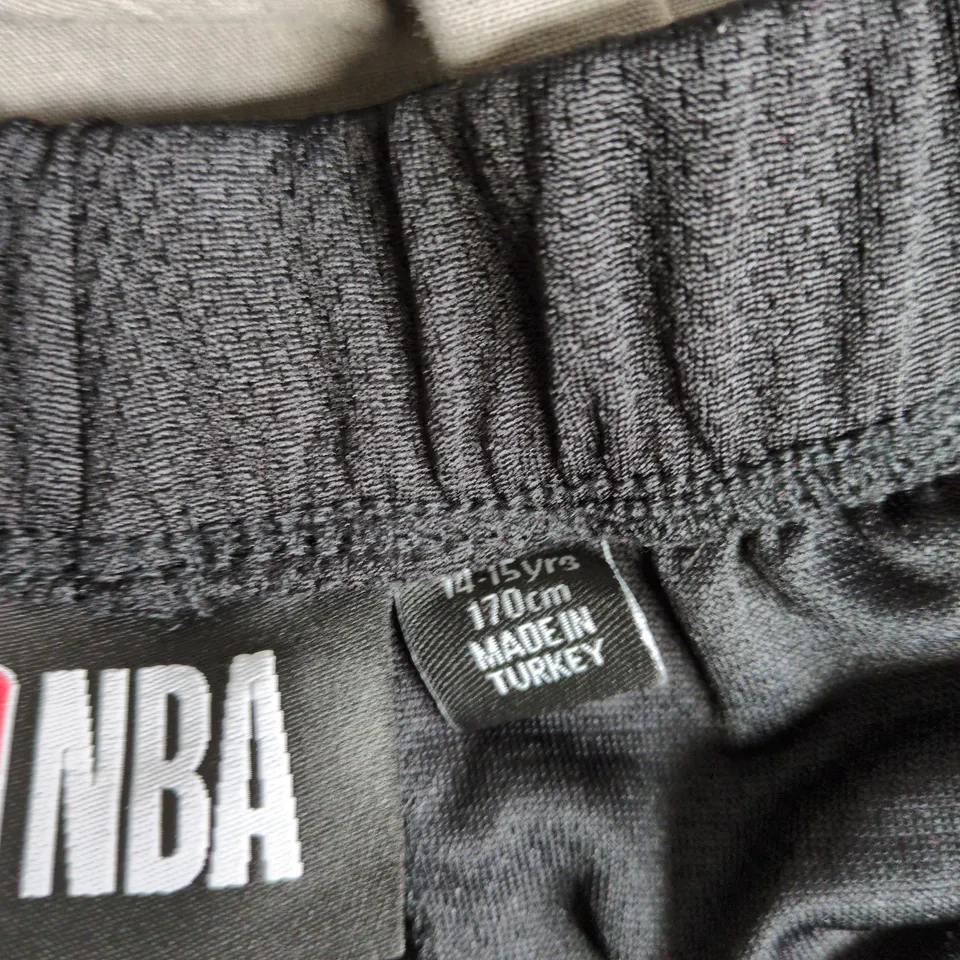 14-15yrs
170cm
MADE IN
TURKEY
NBA